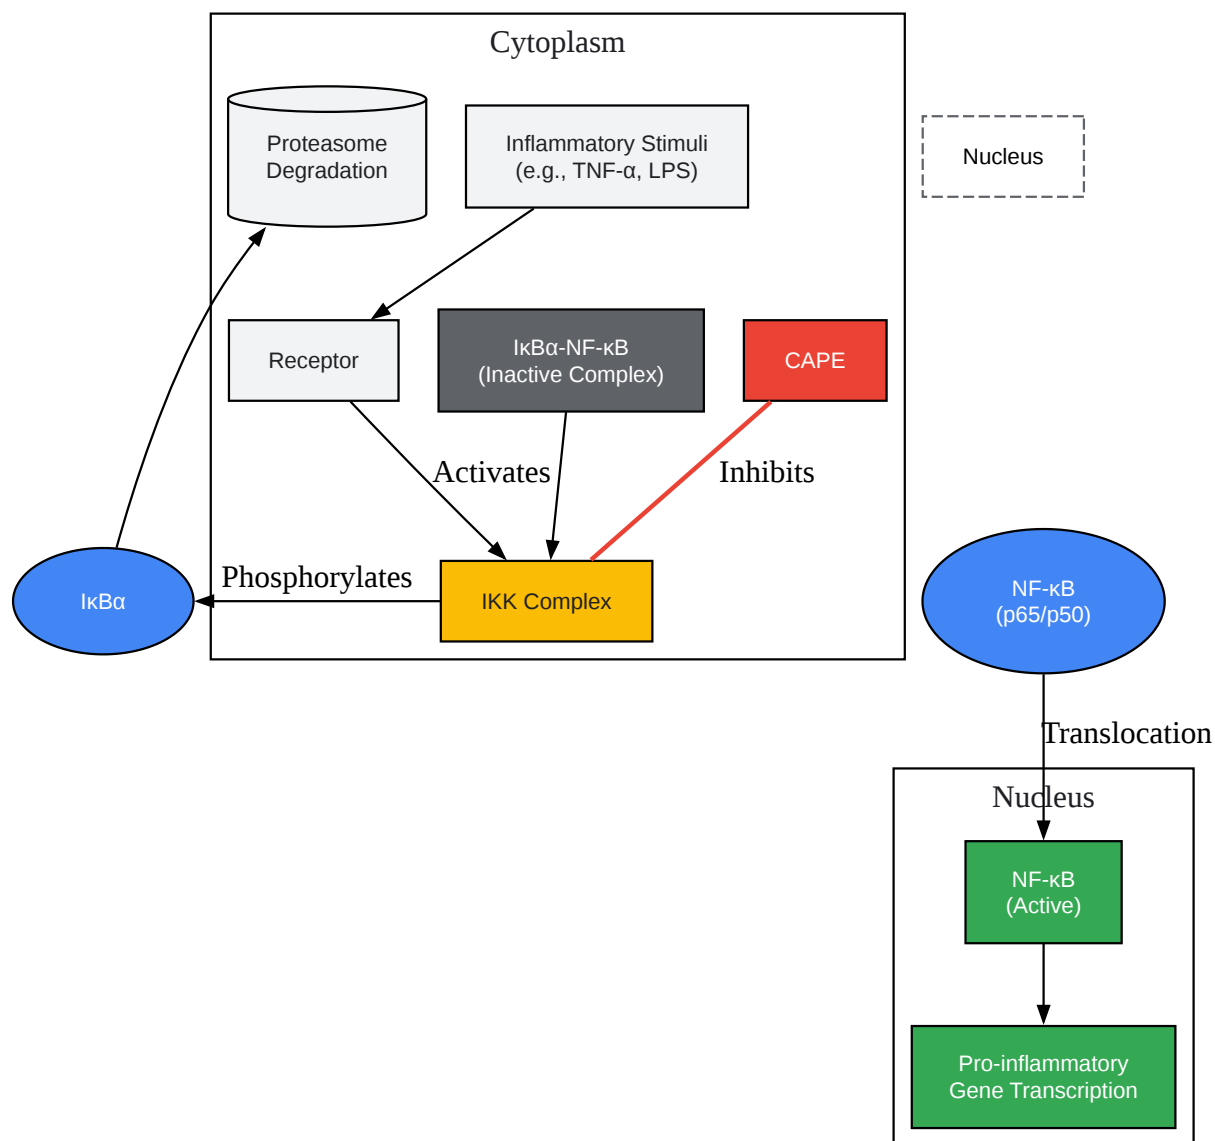 Cytoplasm
Proteasome
Degradation
Inflammatory Stimuli
(e.g., TNF-α, LPS)
Nucleus
Receptor
IκBα-NF-κB
(Inactive Complex)
CAPE
Activates
Inhibits
Phosphorylates
IκBα
IKK Complex
NF-κB
(p65/p50)
Translocation
Nucleus
NF-κB
(Active)
Pro-inflammatory
Gene Transcription